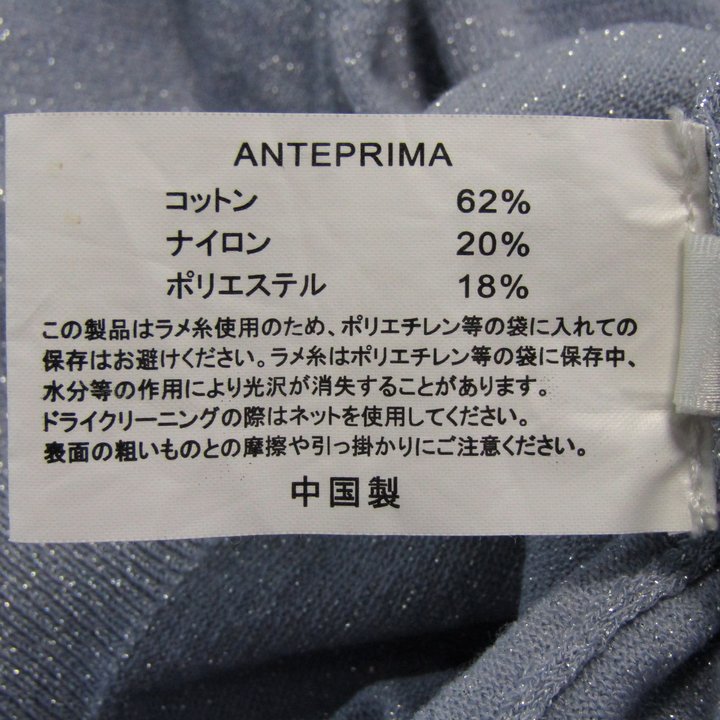 ANTEPRIMA
コットン 62%
ナイロン 20%
ポリエステル 18%
この製品はラメ糸使用のため、ポリエチレン等の袋に入れての
保存はお避けください。ラメ糸はポリエチレン等の袋に保存中、
水分等の作用により光沢が消失することがあります。
ドライクリーニングの際はネットを使用してください。
表面の粗いものとの摩擦や引っ掛かりにご注意ください。
中国製